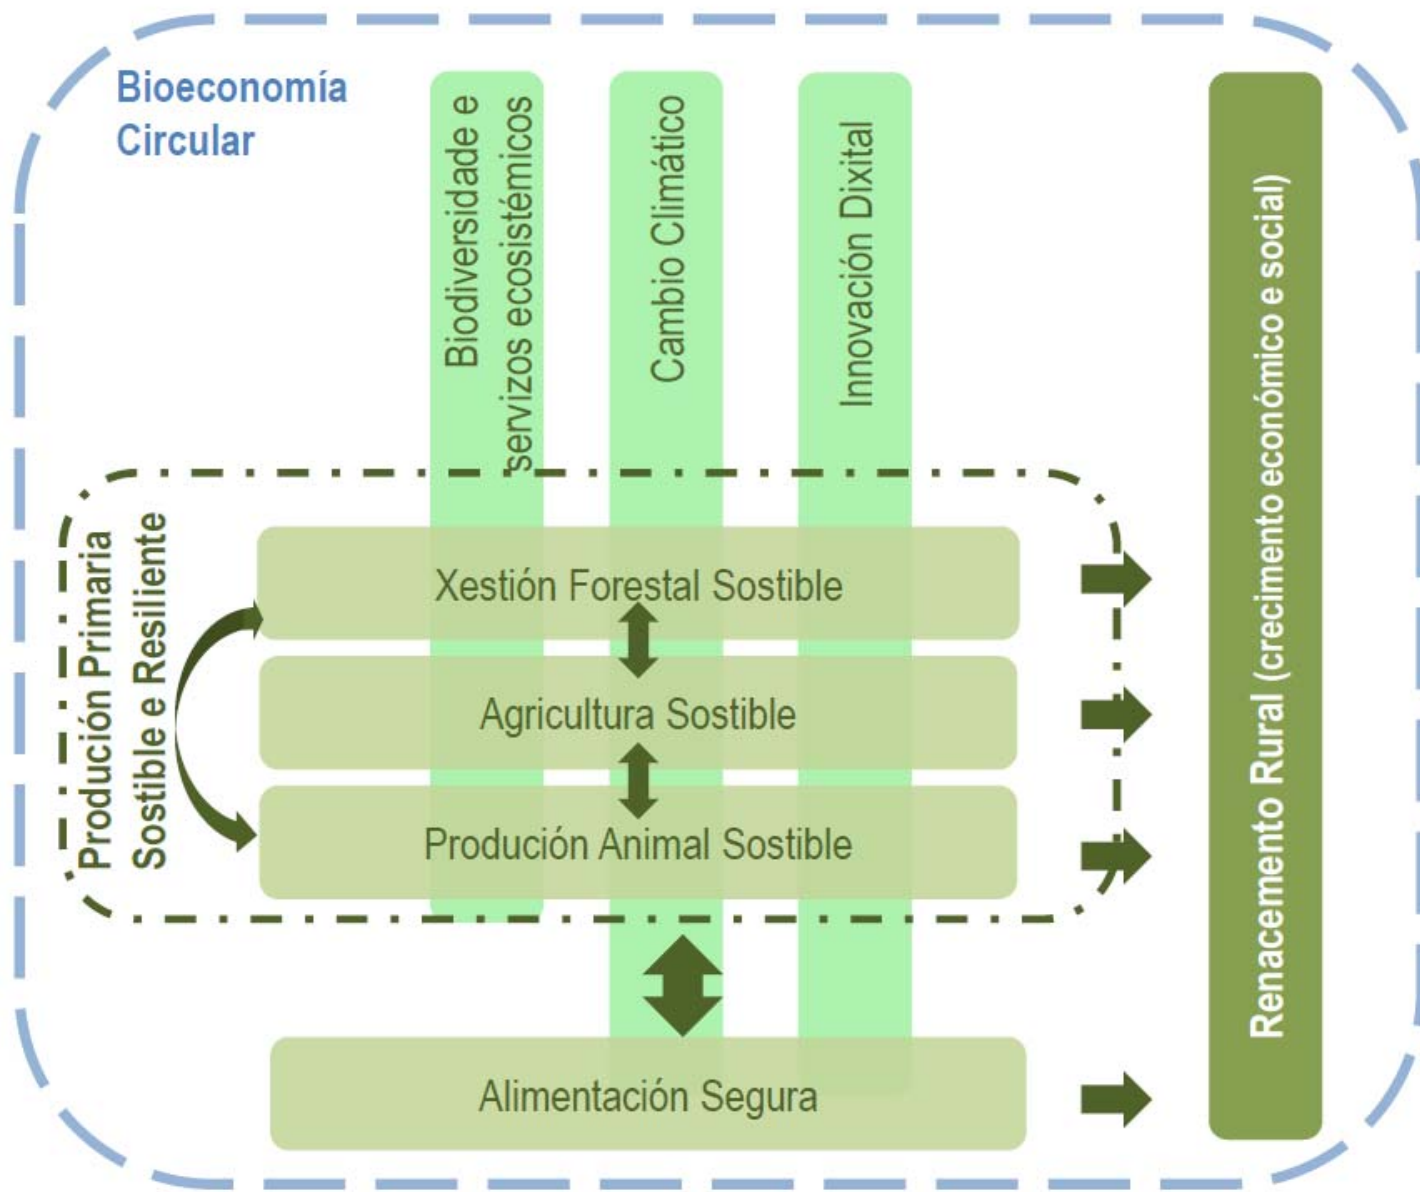 Bioeconomía
Circular
Biodiversidade e
servizos ecosistémicos
Cambio Climático
Innovación Dixital
Renacemento Rural (crecimento económico e social)
Produción Primaria
Sostible e Resiliente
Xestión Forestal Sostible
Agricultura Sostible
Produción Animal Sostible
Alimentación Segura